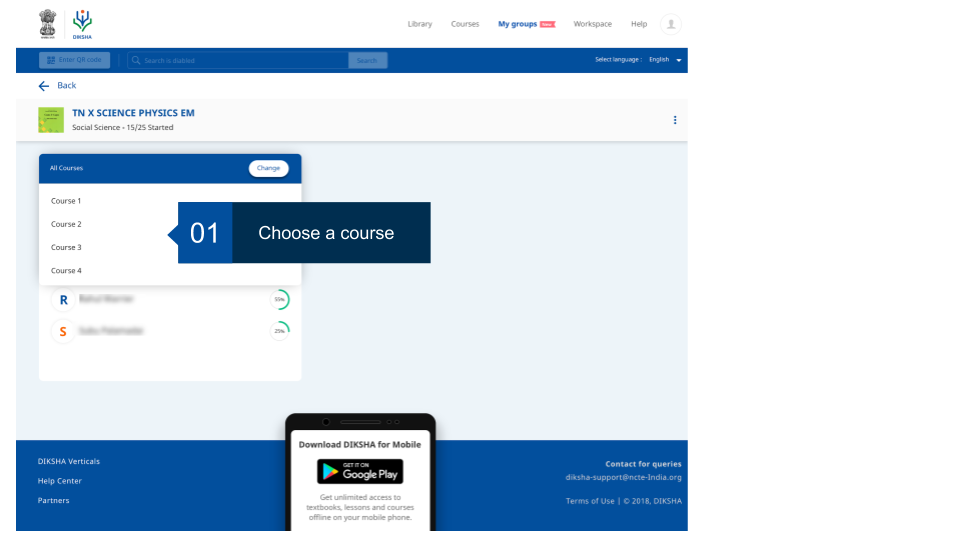 DIKSHA
Library Courses My groups Workspace Help
Enter QR code Search is diabled Search Select language : English
Back
TN X SCIENCE PHYSICS EM
Social Science - 15/25 Started
All Courses Change
Course 1
Course 2
Course 3
Course 4
01 Choose a course
R 55%
S 25%
Download DIKSHA for Mobile
GET IT ON
Google Play
Get unlimited access to
textbooks, lessons and courses
offline on your mobile phone.
DIKSHA Verticals
Help Center
Partners
Contact for queries
diksha-support@ncte-India.org
Terms of Use | © 2018, DIKSHA